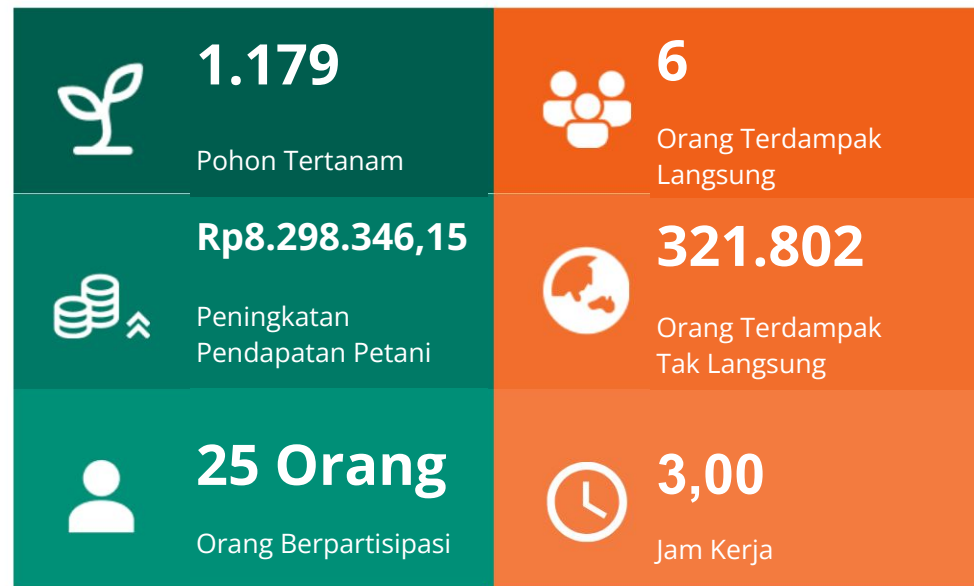 1.179
Pohon Tertanam
6
Orang Terdampak
Langsung
Rp8.298.346,15
Peningkatan
Pendapatan Petani
321.802
Orang Terdampak
Tak Langsung
25 Orang
Orang Berpartisipasi
3,00
Jam Kerja